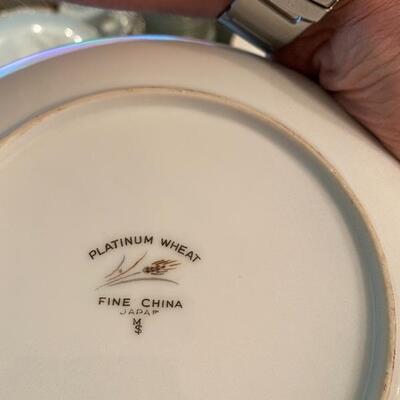 PLATINUM WHEAT
FINE CHINA
JAPAN
M
$